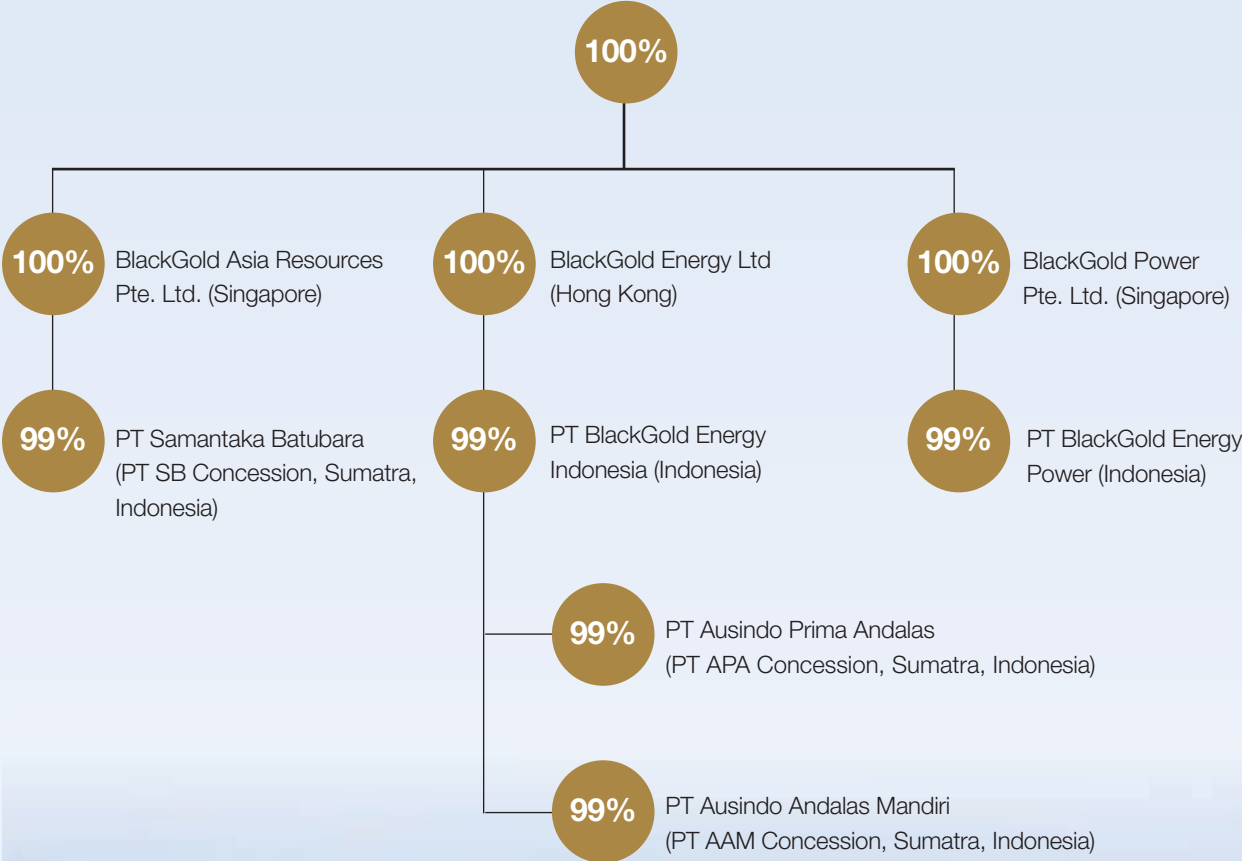 100%
100%
BlackGold Asia Resources
Pte. Ltd. (Singapore)
100%
BlackGold Energy Ltd
(Hong Kong)
100%
BlackGold Power
Pte. Ltd. (Singapore)
99%
PT Samantaka Batubara
(PT SB Concession, Sumatra,
Indonesia)
99%
PT BlackGold Energy
Indonesia (Indonesia)
99%
PT BlackGold Energy
Power (Indonesia)
99%
PT Ausindo Prima Andalas
(PT APA Concession, Sumatra, Indonesia)
99%
PT Ausindo Andalas Mandiri
(PT AAM Concession, Sumatra, Indonesia)